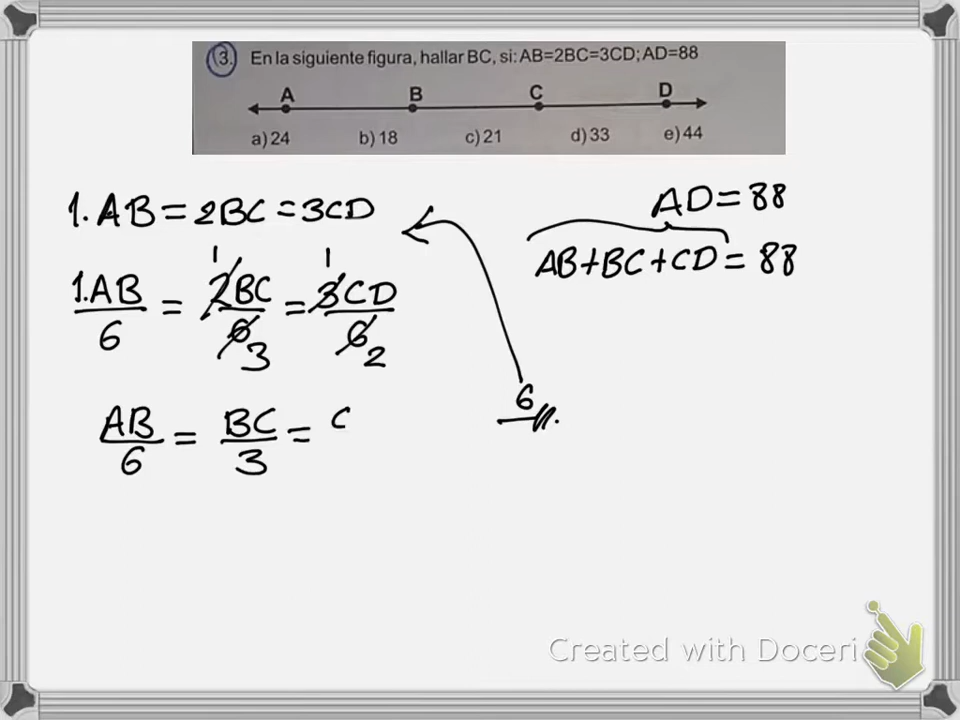 3. En la siguiente figura, hallar BC, si: AB=2BC=3CD; AD=88
A B C D
a) 24 b) 18 c) 21 d) 33 e) 44
1. AB = 2BC = 3CD
AD = 88
AB + BC + CD = 88
1.AB/6 = 2BC/6 = 3CD/6
1 1
3 2
6
AB/6 = BC/3 = C
Created with Doceri